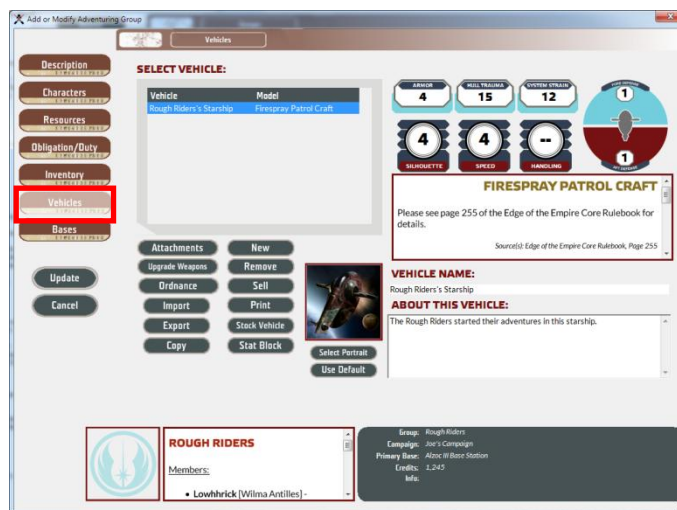 Add or Modify Adventuring Group
Vehicles
Description
Characters
Resources
Obligation/Duty
Inventory
Vehicles
Bases
Update
Cancel
SELECT VEHICLE:
Vehicle Model
Rough Riders's Starship Firespray Patrol Craft
Attachments New
Upgrade Weapons Remove
Ordnance Sell
Import Print
Export Stock Vehicle
Copy Stat Block
Select Portrait
Use Default
ARMOR HULL TRAUMA SYSTEM STRAIN
4 15 12
4 4 --
SILHOUETTE SPEED HANDLING
FORE DEFENSE
1
1
AFT DEFENSE
FIRESPRAY PATROL CRAFT
Please see page 255 of the Edge of the Empire Core Rulebook for
details.
Source(s): Edge of the Empire Core Rulebook, Page 255
VEHICLE NAME:
Rough Riders's Starship
ABOUT THIS VEHICLE:
The Rough Riders started their adventures in this starship.
ROUGH RIDERS
Members:
• Lowhhrick [Wilma Antilles] -
Group: Rough Riders
Campaign: Joe's Campaign
Primary Base: Alzoc III Base Station
Credits: 1,245
Info: